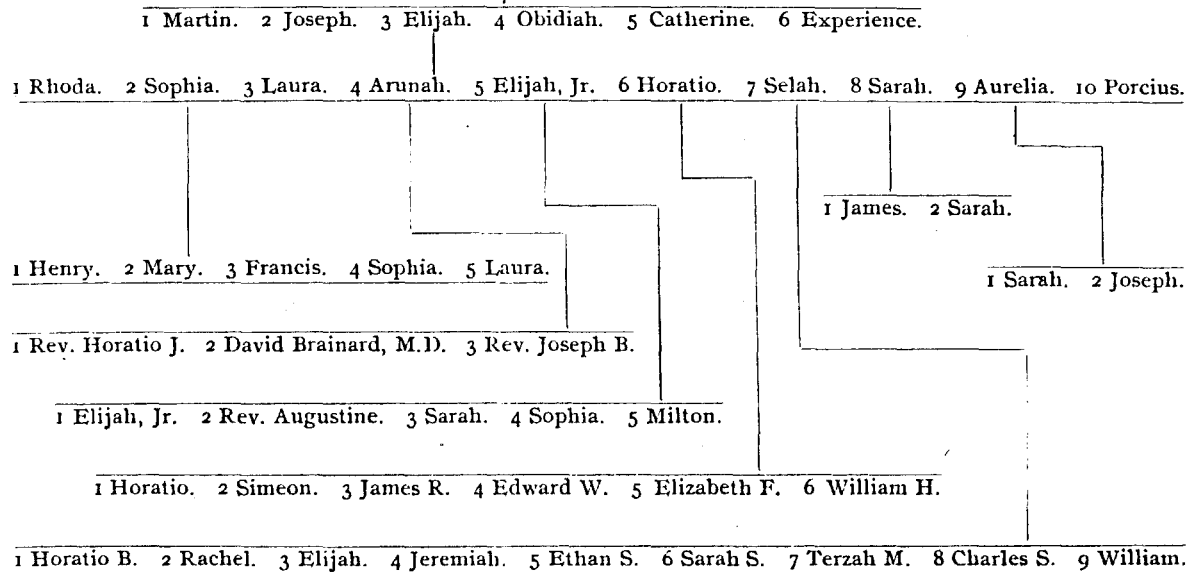 1 Martin. 2 Joseph. 3 Elijah. 4 Obidiah. 5 Catherine. 6 Experience.
1 Rhoda. 2 Sophia. 3 Laura. 4 Arunah. 5 Elijah, Jr. 6 Horatio. 7 Selah. 8 Sarah. 9 Aurelia. 10 Porcius.
1 James. 2 Sarah.
1 Henry. 2 Mary. 3 Francis. 4 Sophia. 5 Laura.
1 Sarah. 2 Joseph.
1 Rev. Horatio J. 2 David Brainard, M.D. 3 Rev. Joseph B.
1 Elijah, Jr. 2 Rev. Augustine. 3 Sarah. 4 Sophia. 5 Milton.
1 Horatio. 2 Simeon. 3 James R. 4 Edward W. 5 Elizabeth F. 6 William H.
1 Horatio B. 2 Rachel. 3 Elijah. 4 Jeremiah. 5 Ethan S. 6 Sarah S. 7 Terzah M. 8 Charles S. 9 William.